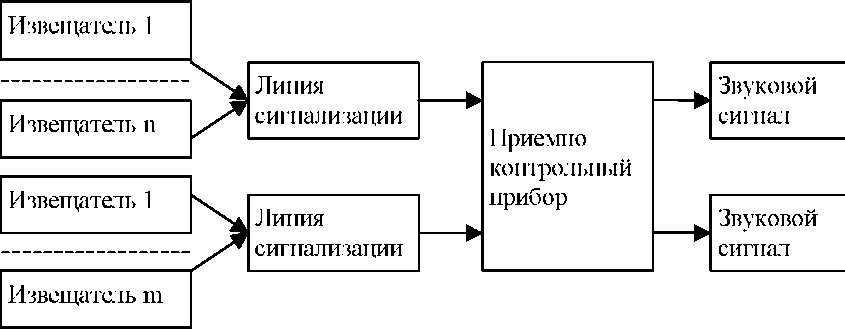 Извещатель 1
Извещатель n
Извещатель 1
Извещатель m
Линия
сигнализации
Линия
сигнализации
Приемно
контрольный
прибор
Звуковой
сигнал
Звуковой
сигнал